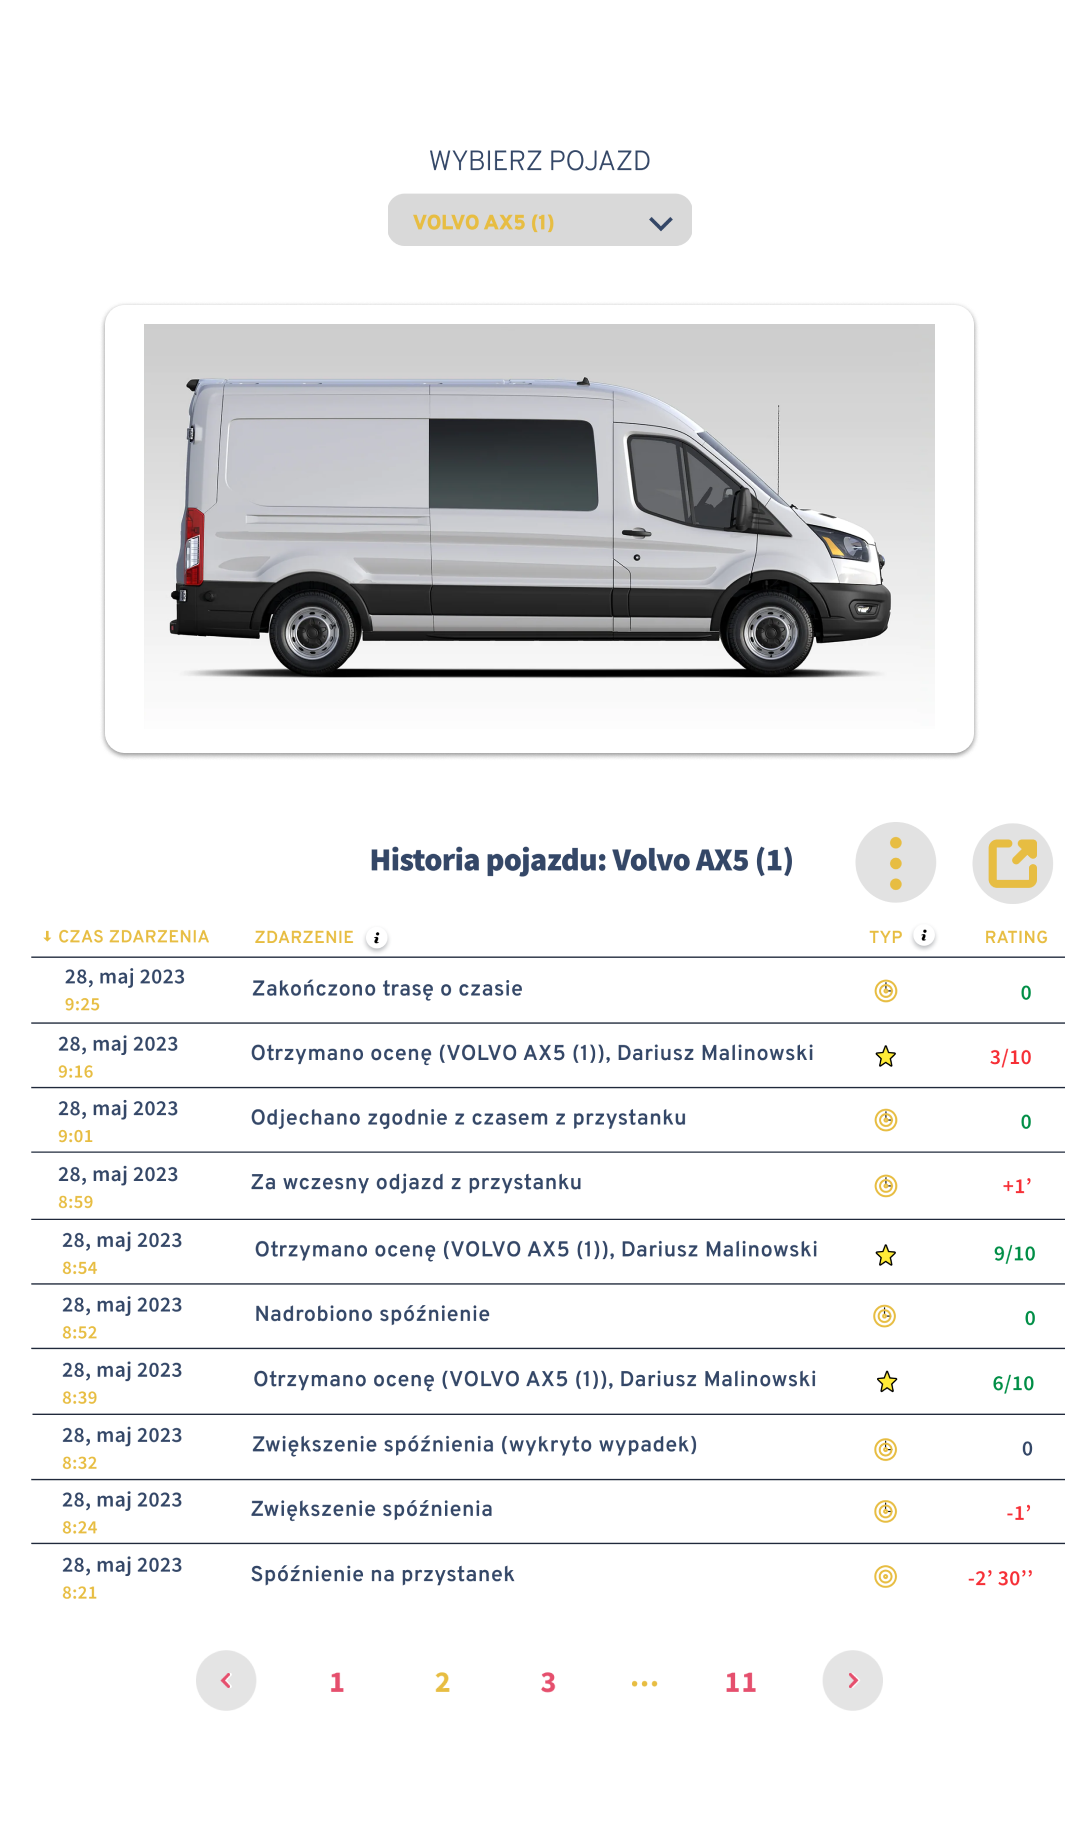 WYBIERZ POJAZD
VOLVO AX5 (1)
Historia pojazdu: Volvo AX5 (1)
CZAS ZDARZENIA ZDARZENIE i TYP i RATING
28, maj 2023
9:25
Zakończono trasę o czasie
0
28, maj 2023
9:16
Otrzymano ocenę (VOLVO AX5 (1)), Dariusz Malinowski
3/10
28, maj 2023
9:01
Odjechano zgodnie z czasem z przystanku
0
28, maj 2023
8:59
Za wczesny odjazd z przystanku
+1’
28, maj 2023
8:54
Otrzymano ocenę (VOLVO AX5 (1)), Dariusz Malinowski
9/10
28, maj 2023
8:52
Nadrobiono spóźnienie
0
28, maj 2023
8:39
Otrzymano ocenę (VOLVO AX5 (1)), Dariusz Malinowski
6/10
28, maj 2023
8:32
Zwiększenie spóźnienia (wykryto wypadek)
0
28, maj 2023
8:24
Zwiększenie spóźnienia
-1’
28, maj 2023
8:21
Spóźnienie na przystanek
-2’ 30’’
1 2 3 ... 11